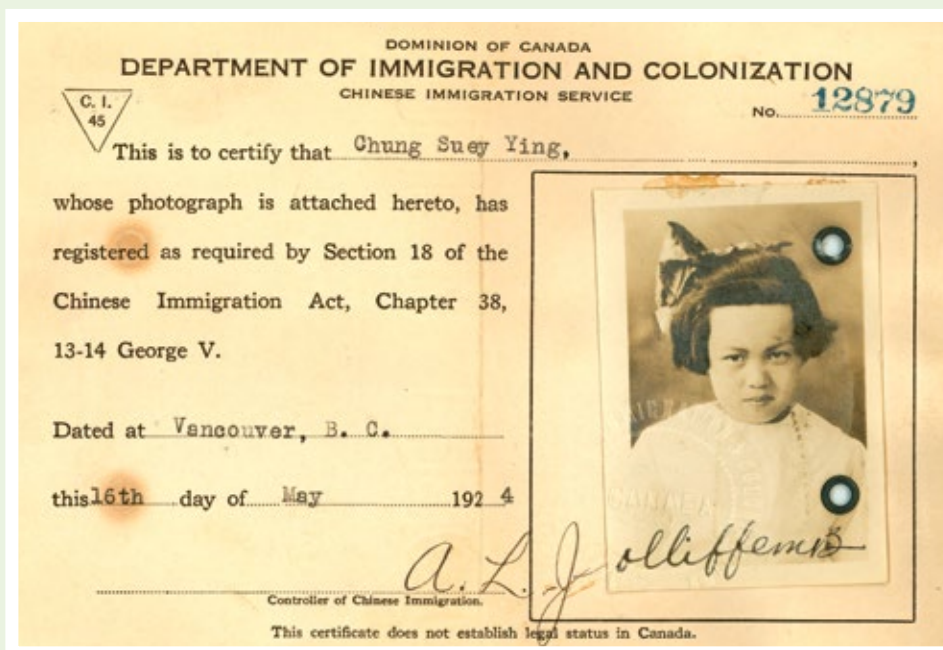 DOMINION OF CANADA
DEPARTMENT OF IMMIGRATION AND COLONIZATION
CHINESE IMMIGRATION SERVICE
C. I.
45
No. 12879
This is to certify that Chung Suey Ying,
whose photograph is attached hereto, has
registered as required by Section 18 of the
Chinese Immigration Act, Chapter 38,
13-14 George V.
Dated at Vancouver, B. C.
this 16th day of May 1924
CANADA
A. L. Jolliffe
Controller of Chinese Immigration.
This certificate does not establish legal status in Canada.